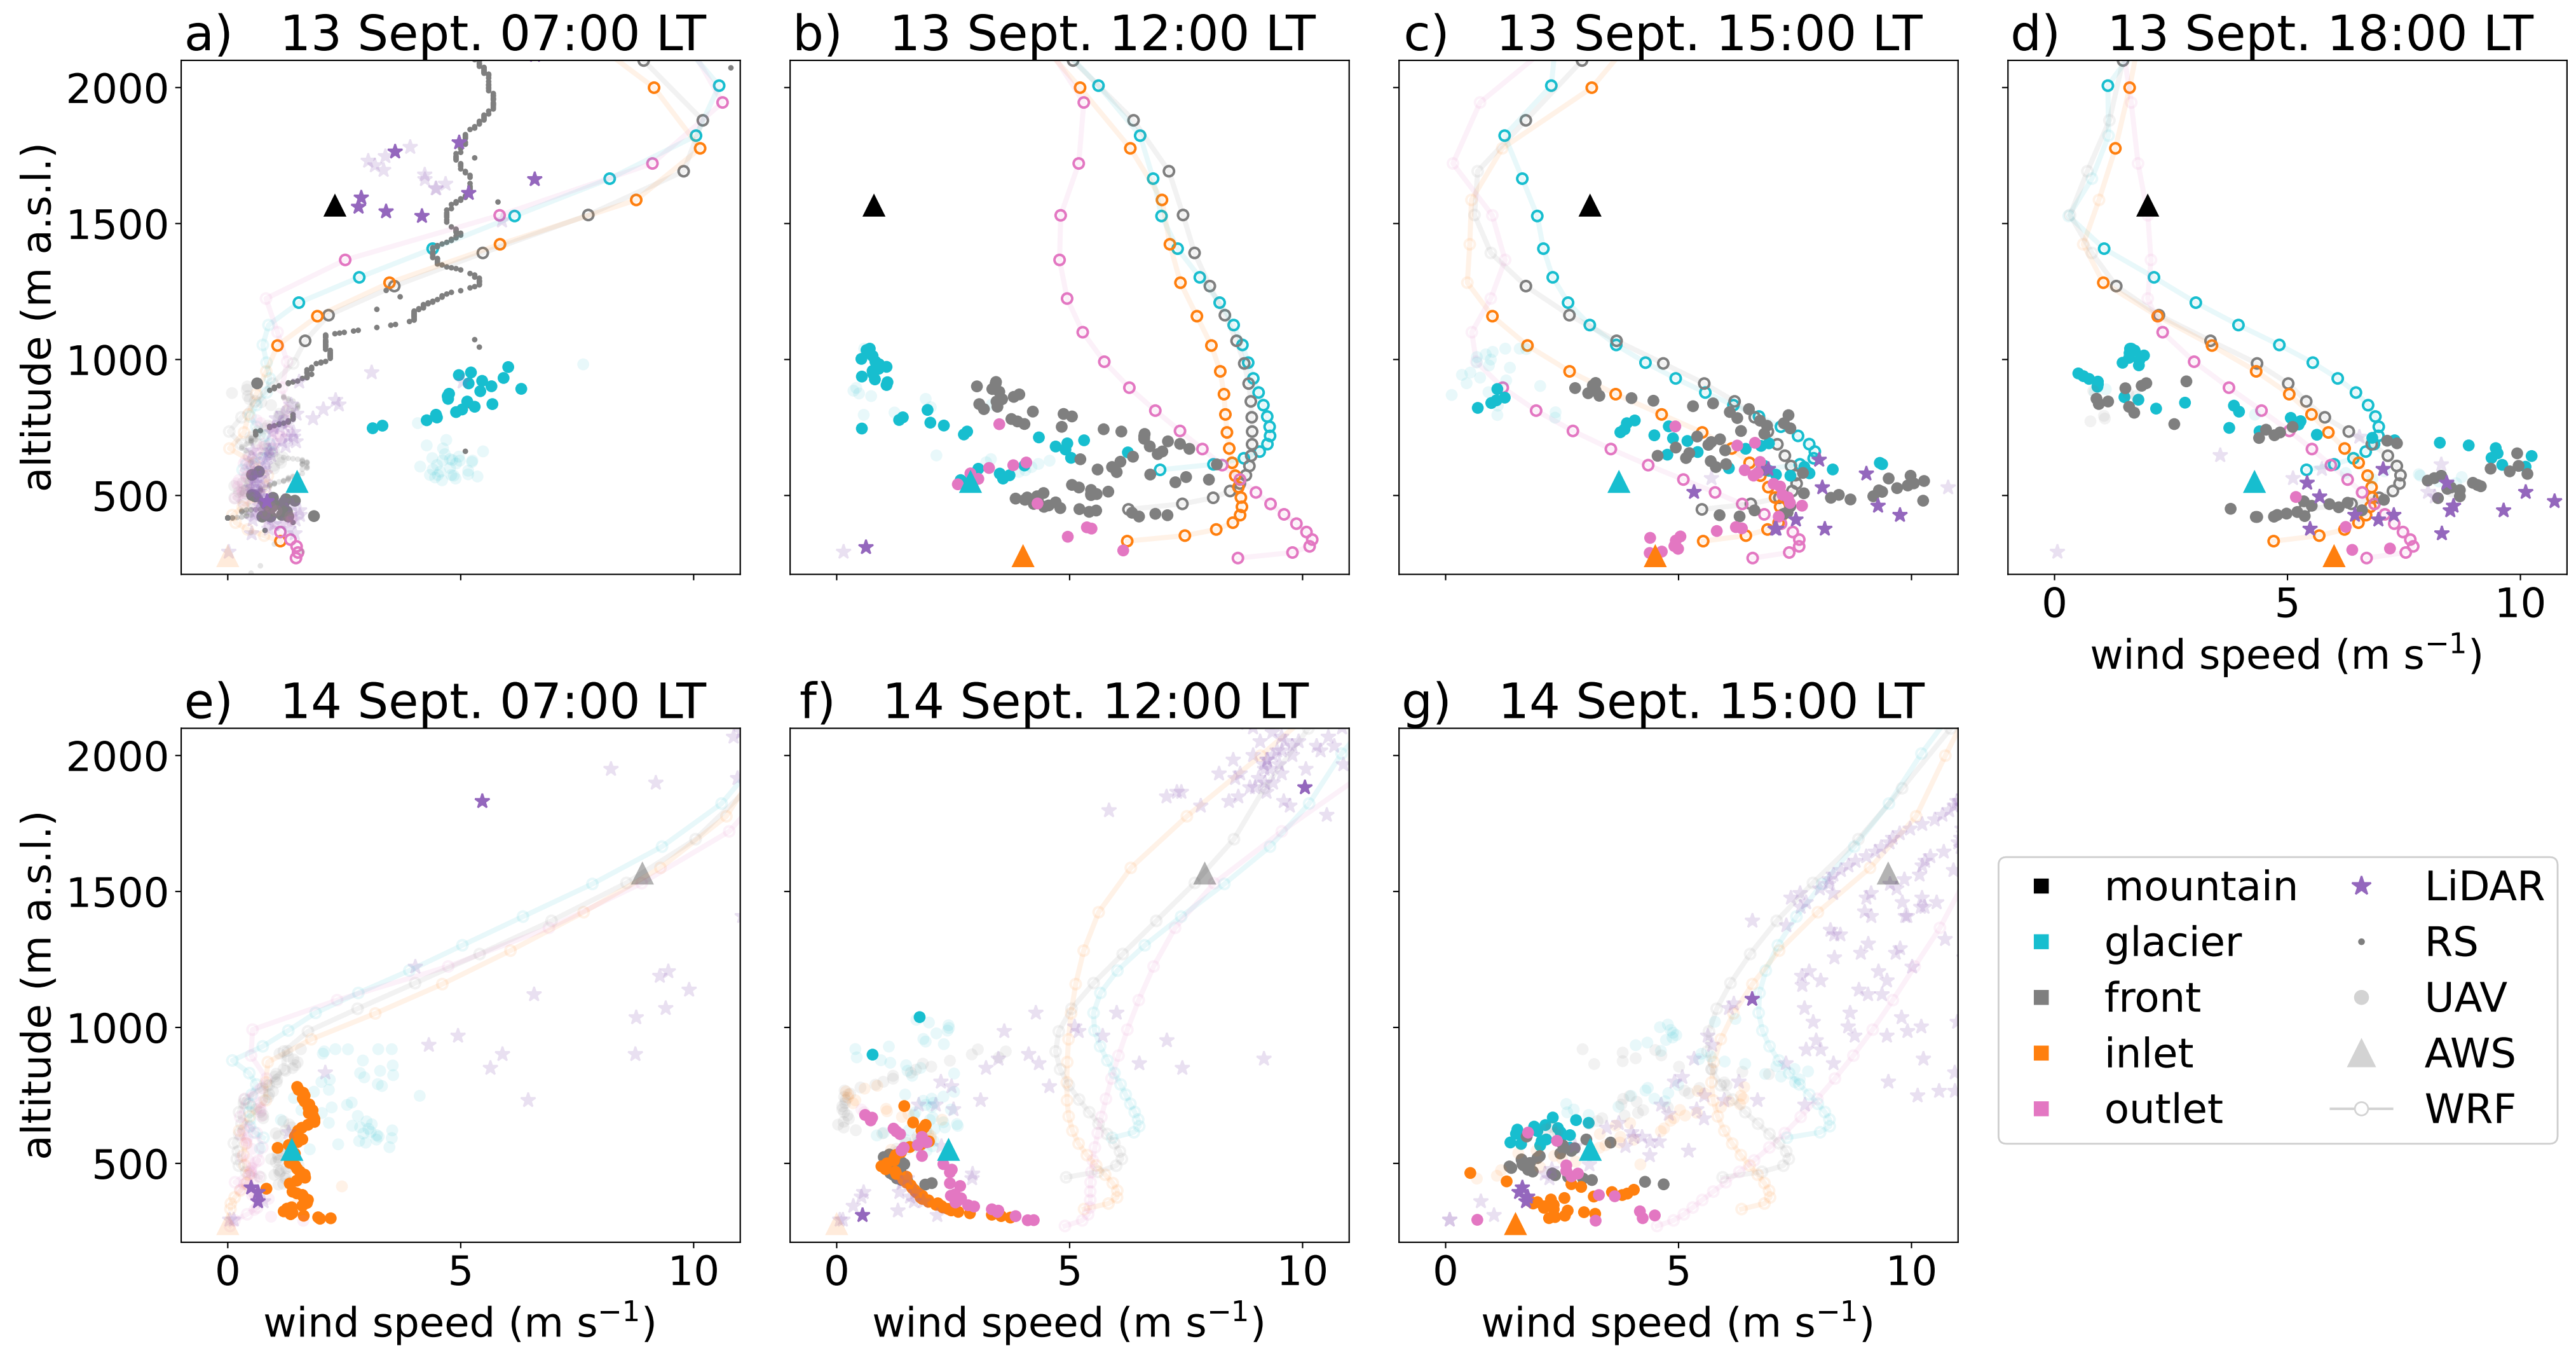 a) 13 Sept. 07:00 LT
b) 13 Sept. 12:00 LT
c) 13 Sept. 15:00 LT
d) 13 Sept. 18:00 LT
altitude (m a.s.l.)
2000
1500
1000
500
0 5 10
wind speed (m s⁻¹)
e) 14 Sept. 07:00 LT
f) 14 Sept. 12:00 LT
g) 14 Sept. 15:00 LT
altitude (m a.s.l.)
2000
1500
1000
500
0 5 10
wind speed (m s⁻¹)
0 5 10
wind speed (m s⁻¹)
0 5 10
wind speed (m s⁻¹)
mountain
glacier
front
inlet
outlet
LiDAR
RS
UAV
AWS
WRF